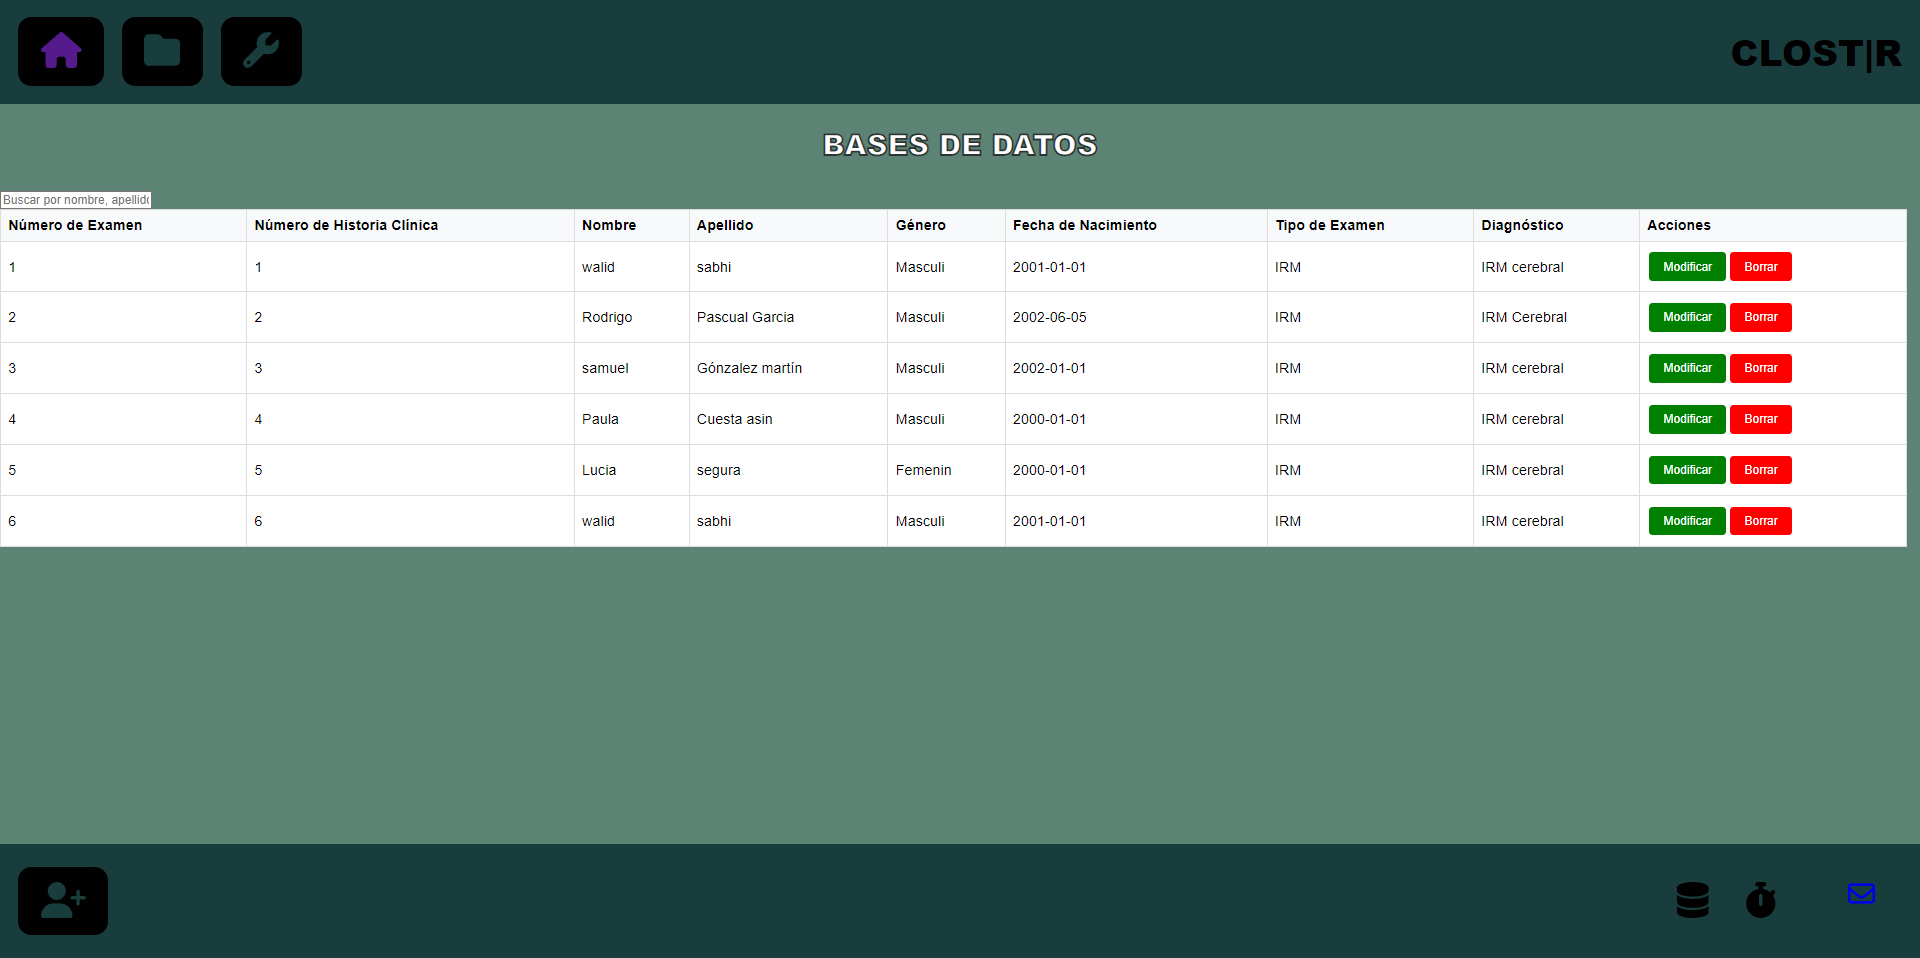 CLOST|R
BASES DE DATOS
Buscar por nombre, apellido
Número de Examen Número de Historia Clínica Nombre Apellido Género Fecha de Nacimiento Tipo de Examen Diagnóstico Acciones
1 1 walid sabhi Masculi 2001-01-01 IRM IRM cerebral Modificar Borrar
2 2 Rodrigo Pascual Garcia Masculi 2002-06-05 IRM IRM Cerebral Modificar Borrar
3 3 samuel Gónzalez martín Masculi 2002-01-01 IRM IRM cerebral Modificar Borrar
4 4 Paula Cuesta asin Masculi 2000-01-01 IRM IRM cerebral Modificar Borrar
5 5 Lucia segura Femenin 2000-01-01 IRM IRM cerebral Modificar Borrar
6 6 walid sabhi Masculi 2001-01-01 IRM IRM cerebral Modificar Borrar